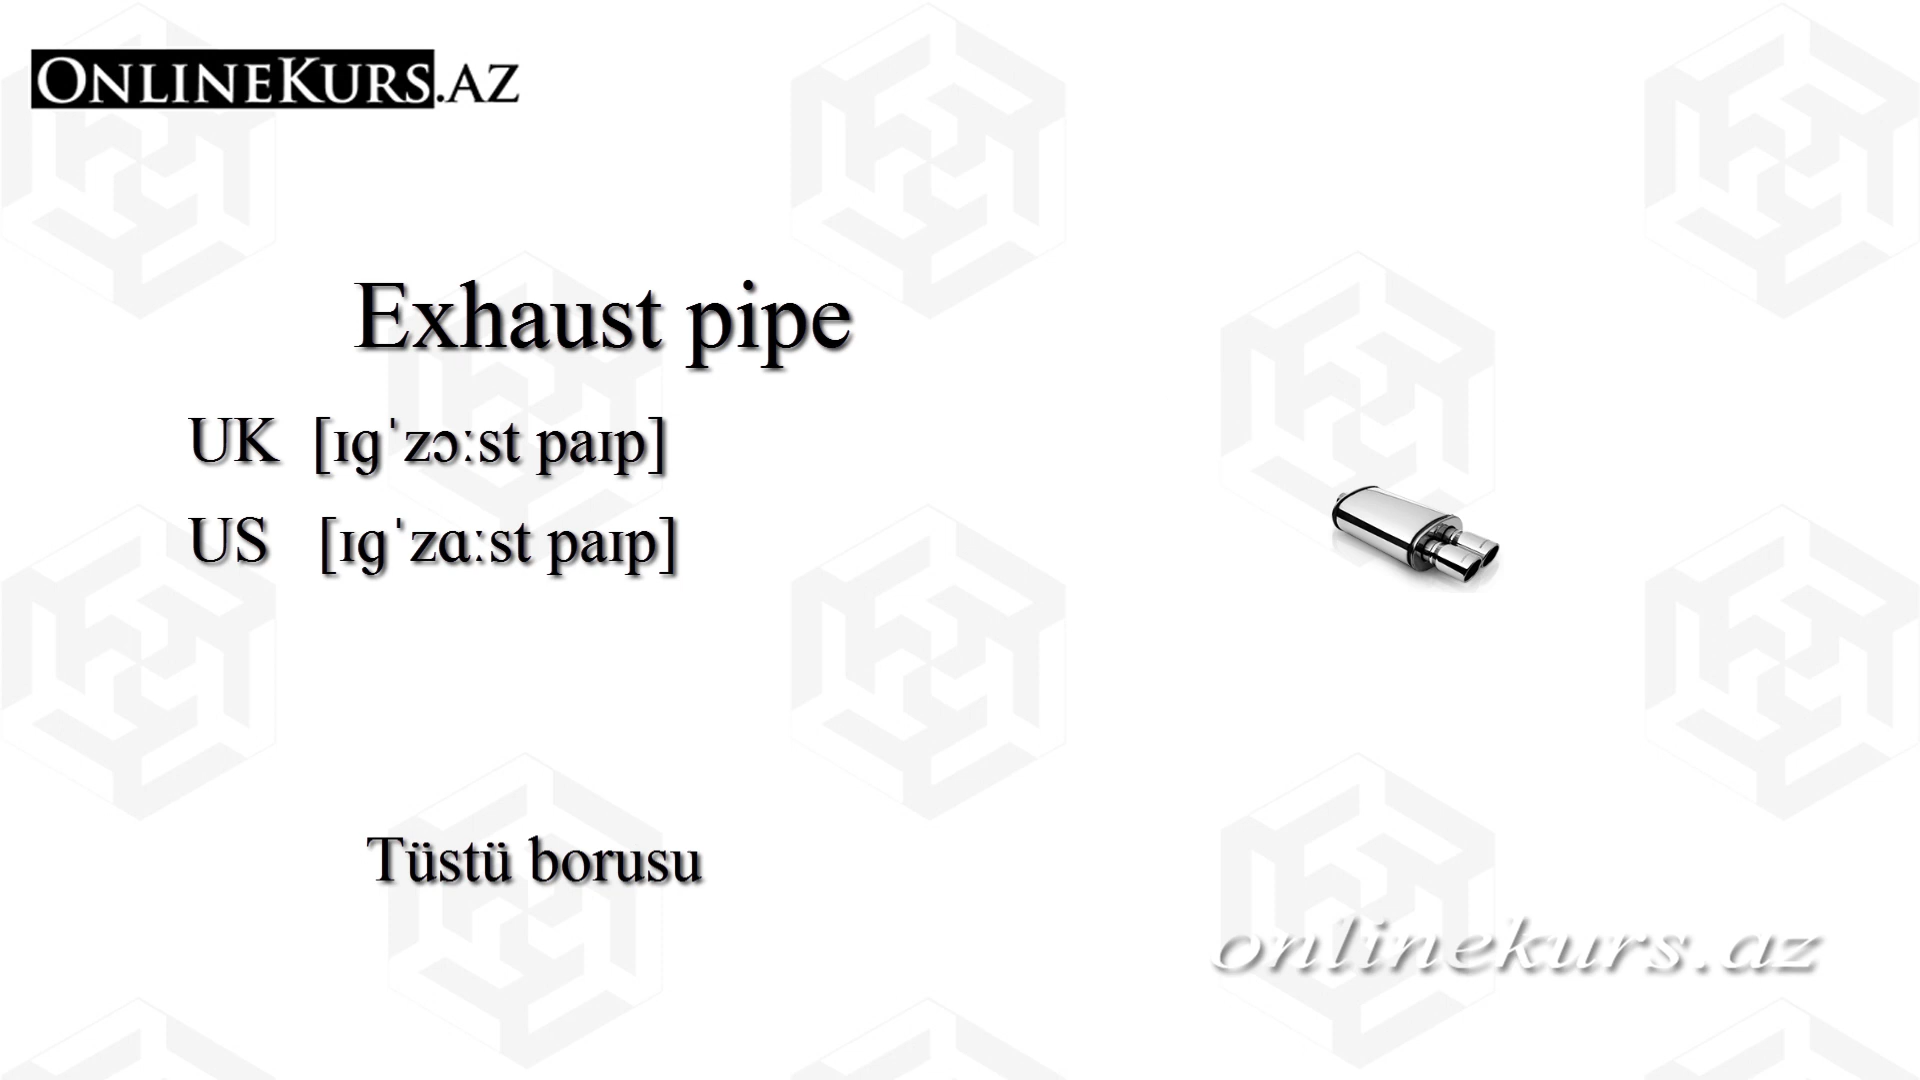 ONLINEKURS.AZ
Exhaust pipe
UK [ɪɡˈzɔːst paɪp]
US [ɪɡˈzɑːst paɪp]
Tüstü borusu
onlinekurs.az